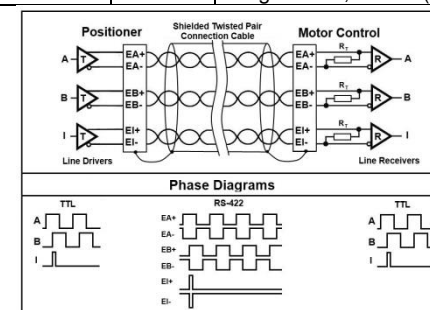 Positioner
Shielded Twisted Pair
Connection Cable
Motor Control
A T EA+ EA+ RT R A
EA- EA-
B T EB+ EB+ RT R B
EB- EB-
I T EI+ EI+ RT R I
EI- EI-
Line Drivers
Line Receivers
Phase Diagrams
TTL
RS-422
TTL
A
B
I
EA+
EA-
EB+
EB-
EI+
EI-
A
B
I